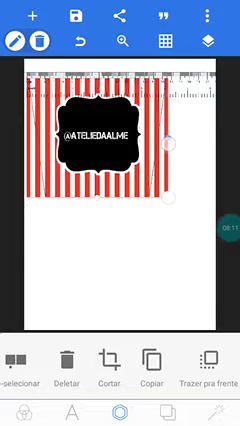 @ATELIEDAALME
08:11
-selecionar
Deletar
Cortar
Copiar
Trazer pra frente
A